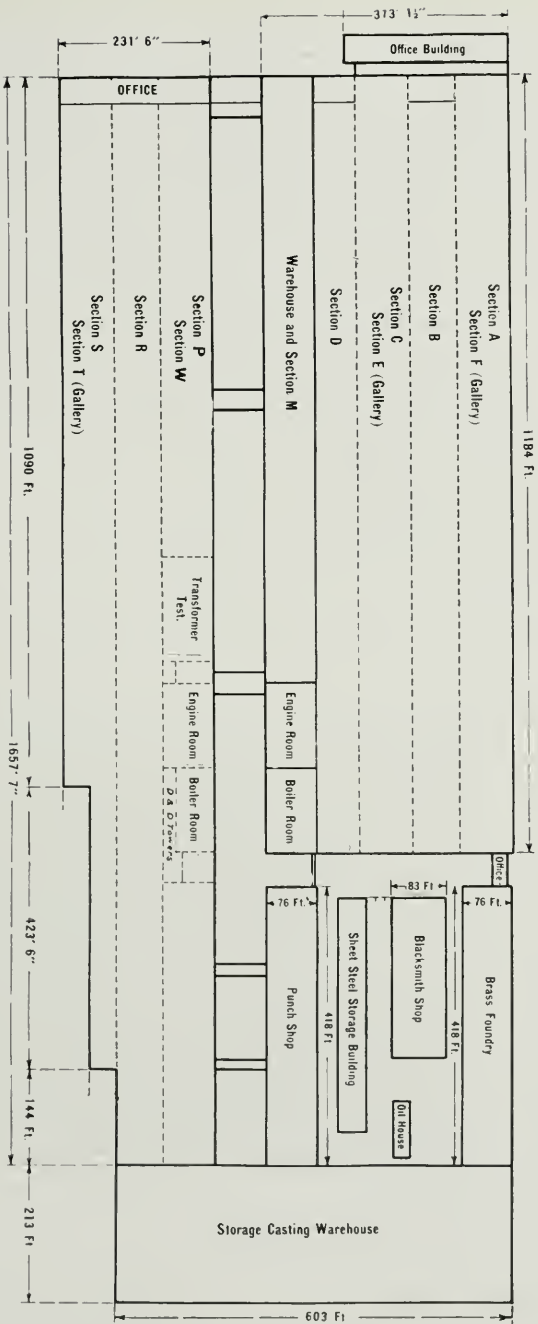 373' 1½"
231' 6"
Office Building
OFFICE
1184 Ft.
Section A
Section F (Gallery)
Section B
Section C
Section E (Gallery)
Section D
Warehouse and Section M
Section P
Section W
Section R
Section S
Section T (Gallery)
1090 Ft.
1657' 7"
Transformer
Test.
Engine Room
Engine Room
Boiler Room
Boiler Room
D & D Towers
Office
83 Ft
76 Ft.
76 Ft.
Brass Foundry
Blacksmith Shop
Sheet Steel Storage Building
Punch Shop
418 Ft.
418 Ft
Oil House
423' 6"
144 Ft.
213 Ft
Storage Casting Warehouse
603 Ft